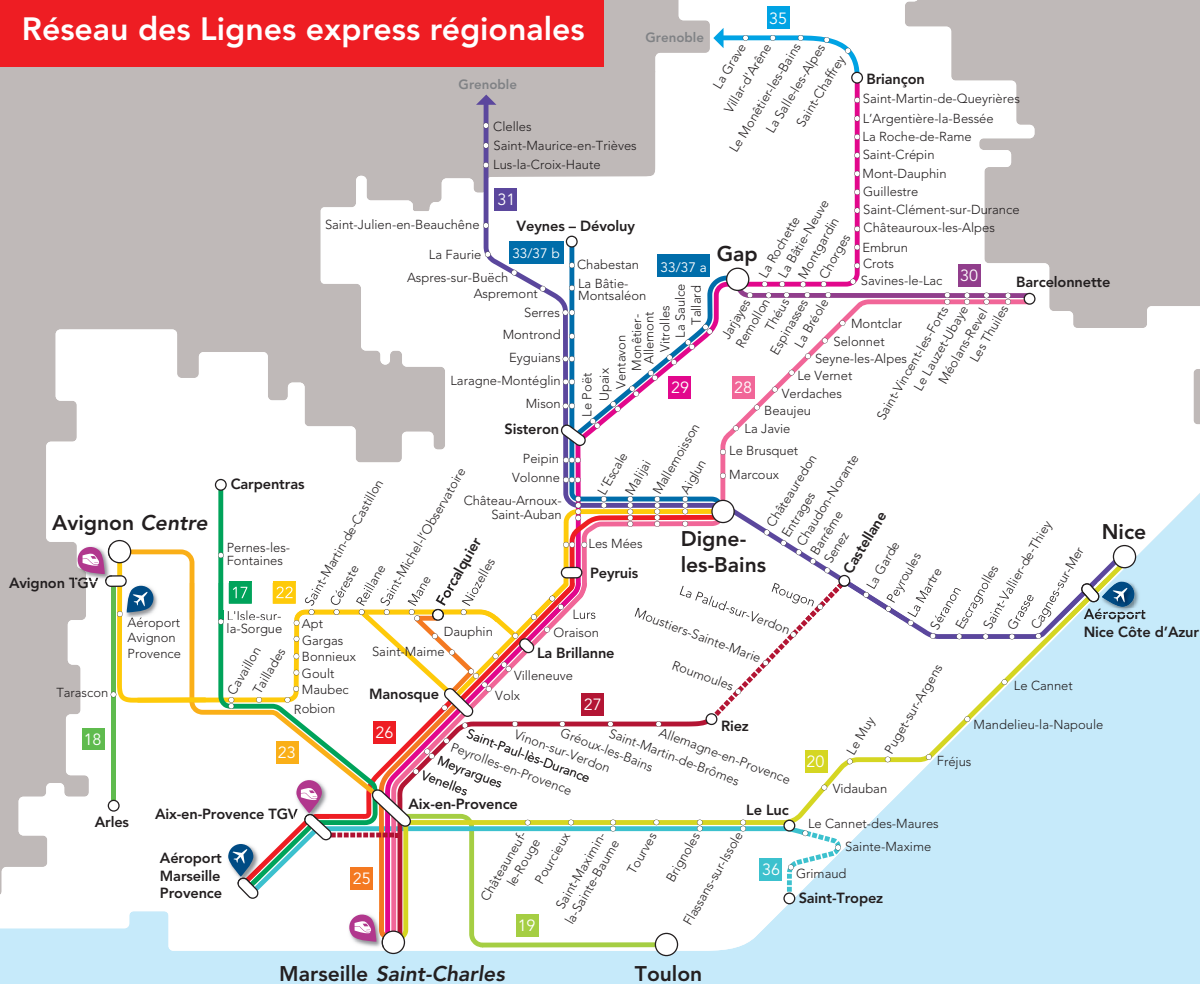 Réseau des Lignes express régionales
35
Grenoble
La Grave
Villar-d'Arène
Le Monêtier-les-Bains
La Salle-les-Alpes
Saint-Chaffrey
Briançon
Saint-Martin-de-Queyrières
L'Argentière-la-Bessée
La Roche-de-Rame
Saint-Crépin
Mont-Dauphin
Guillestre
Saint-Clément-sur-Durance
Châteauroux-les-Alpes
Embrun
Crots
Savines-le-Lac
Grenoble
Clelles
Saint-Maurice-en-Trièves
Lus-la-Croix-Haute
31
Saint-Julien-en-Beauchêne
La Faurie
Aspres-sur-Buëch
Aspremont
Veynes – Dévoluy
33/37 b
Chabestan
La Bâtie-
Montsaléon
Serres
Montrond
Eyguians
Laragne-Montéglin
Mison
Sisteron
Peipin
Volonne
Château-Arnoux-
Saint-Auban
33/37 a
Gap
La Rochette
La Bâtie-Neuve
Montgardin
Chorges
Le Poët
Upaix
Ventavon
Monêtier-
Allemont
Vitrolles
La Saulce
Tallard
29
30
Barcelonnette
Jarjayes
Remollon
Théus
Espinasses
La Bréole
Saint-Vincent-les-Forts
Le Lauzet-Ubaye
Méolans-Revel
Les Thuiles
28
Montclar
Selonnet
Seyne-les-Alpes
Le Vernet
Verdaches
Beaujeu
La Javie
Le Brusquet
Marcoux
L'Escale
Malijai
Mallemoisson
Aiglun
Digne-
les-Bains
Châteauredon
Entrages
Chaudon-Norante
Barrême
Senez
Castellane
La Garde
Peyroules
La Martre
Séranon
Escragnolles
Saint-Vallier-de-Thiey
Grasse
Cagnes-sur-Mer
Nice
Aéroport
Nice Côte d'Azur
Carpentras
Pernes-les-
Fontaines
17
L'Isle-sur-
la-Sorgue
Avignon Centre
Avignon TGV
Aéroport
Avignon
Provence
Tarascon
18
Arles
22
Cavaillon
Taillades
Robion
Maubec
Goult
Bonnieux
Gargas
Apt
Saint-Martin-de-Castillon
Céreste
Reillane
Saint-Michel-l'Observatoire
Mane
Forcalquier
Niozelles
Dauphin
Saint-Maime
Les Mées
Peyruis
Lurs
Oraison
La Brillanne
Villeneuve
Volx
Manosque
23
26
27
Rougon
La Palud-sur-Verdon
Moustiers-Sainte-Marie
Roumoules
Riez
Allemagne-en-Provence
Saint-Martin-de-Brômes
Gréoux-les-Bains
Vinon-sur-Verdon
Saint-Paul-lès-Durance
Peyrolles-en-Provence
Meyrargues
Venelles
Aix-en-Provence
Aix-en-Provence TGV
Aéroport
Marseille
Provence
25
Marseille Saint-Charles
19
Toulon
Châteauneuf-
le-Rouge
Pourcieux
Saint-Maximin-
la-Sainte-Baume
Tourves
Brignoles
Flassans-sur-Issole
Le Luc
20
Vidauban
Le Muy
Puget-sur-Argens
Fréjus
Mandelieu-la-Napoule
Le Cannet
Le Cannet-des-Maures
Sainte-Maxime
36
Grimaud
Saint-Tropez